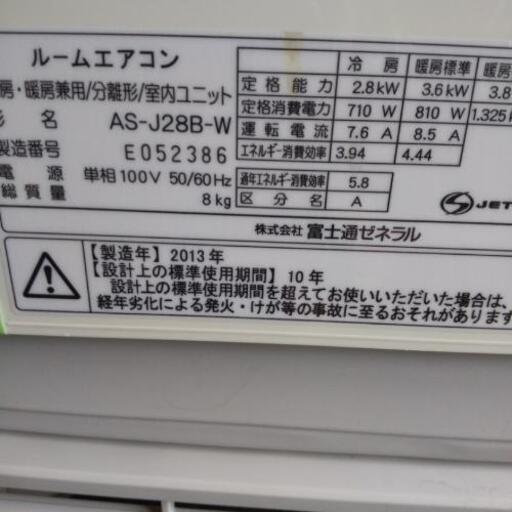 ルームエアコン
房・暖房兼用/分離形/室内ユニット
名 AS-J28B-W
製造番号 E052386
電源 単相100V 50/60Hz
総質量 8kg
冷房 暖房標準 暖房
定格能力 2.8kW 3.6kW 3.8
定格消費電力 710 W 810 W 1.325k
運転電流 7.6 A 8.5 A
エネルギー消費効率 3.94 4.44
通年エネルギー消費効率 5.8
区分名 A
JET
株式会社 富士通ゼネラル
【製造年】2013年
【設計上の標準使用期間】10年
設計上の標準使用期間を超えてお使いいただいた場合は、
経年劣化による発火・けが等の事故に至るおそれがあります